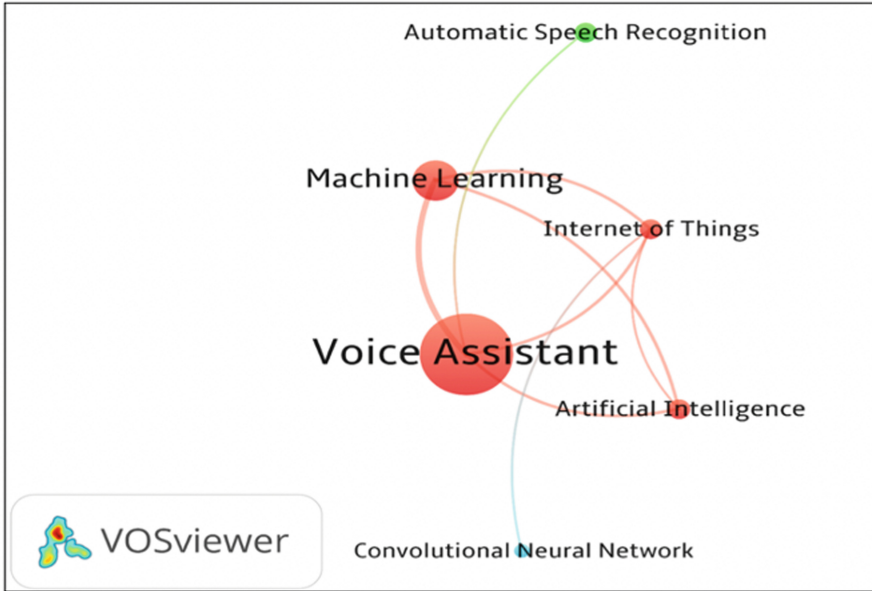 Automatic Speech Recognition
Machine Learning
Internet of Things
Voice Assistant
Artificial Intelligence
VOSviewer
Convolutional Neural Network